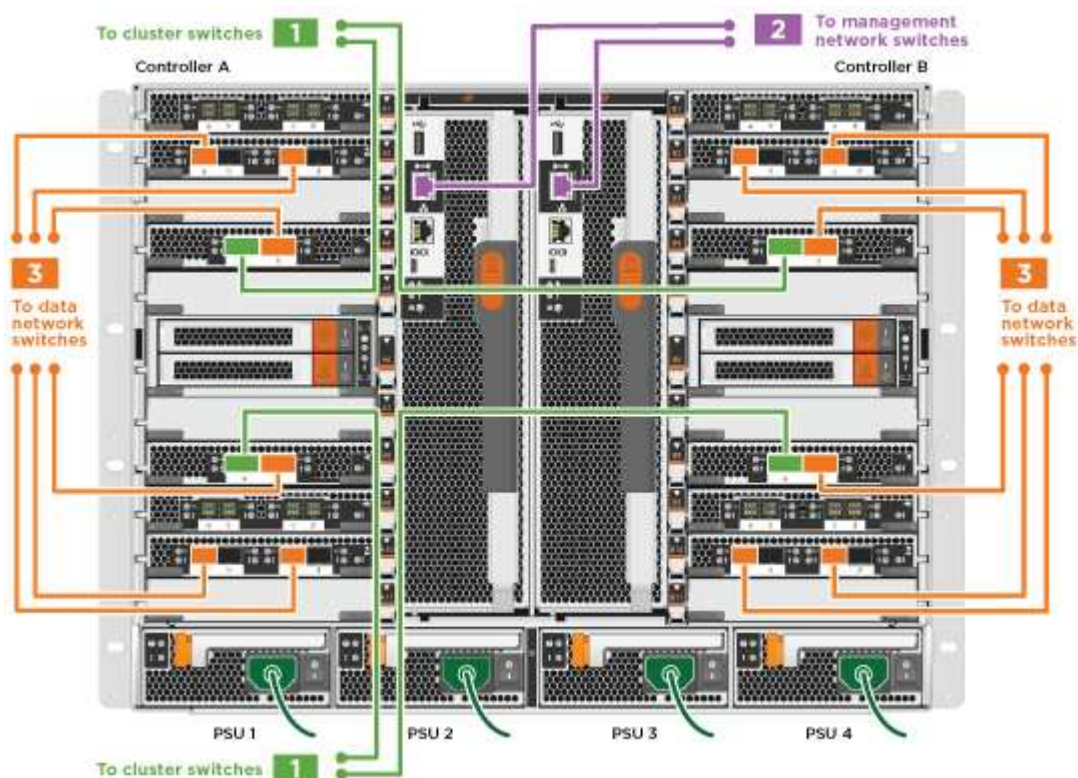 To cluster switches 1
2 To management
network switches
Controller A
Controller B
3
To data
network
switches
3
To data
network
switches
PSU 1
PSU 2
PSU 3
PSU 4
To cluster switches 1